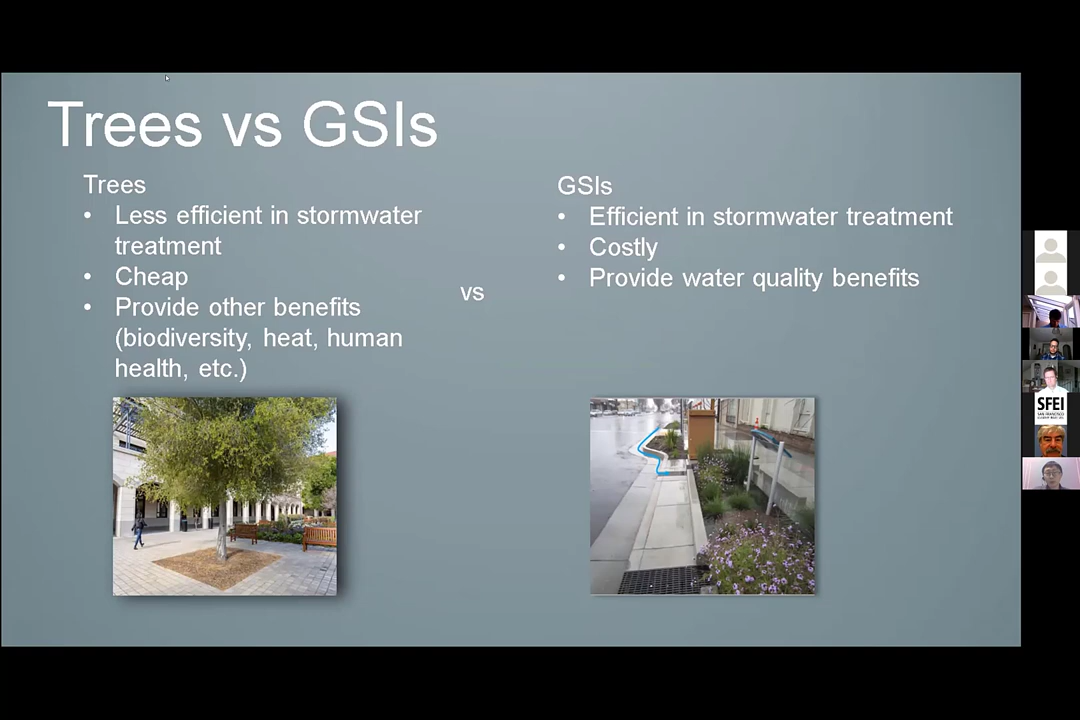 Trees vs GSIs
Trees
• Less efficient in stormwater
treatment
• Cheap
• Provide other benefits
(biodiversity, heat, human
health, etc.)
vs
GSIs
• Efficient in stormwater treatment
• Costly
• Provide water quality benefits
SFEI